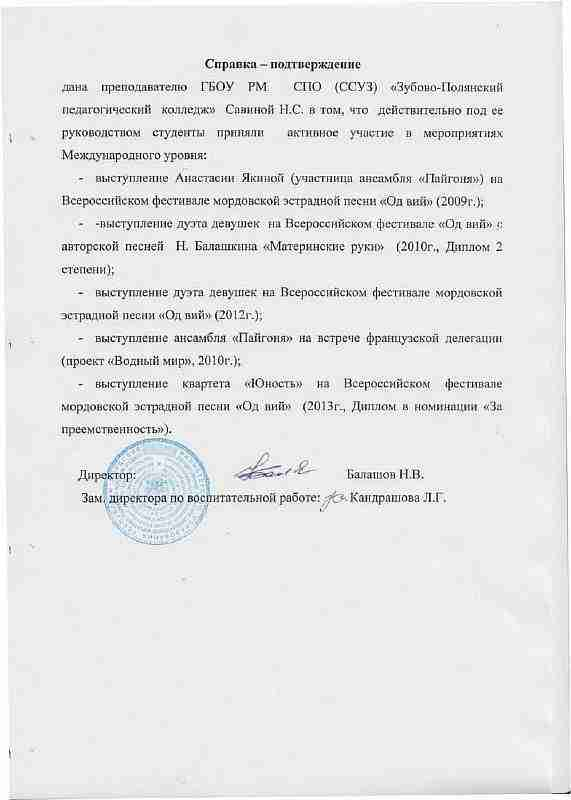 Справка – подтверждение
дана преподавателю ГБОУ РМ СПО (ССУЗ) «Зубово-Полянский
педагогический колледж» Савиной Н.С. в том, что действительно под ее
руководством студенты приняли активное участие в мероприятиях
Международного уровня:
- выступление Анастасии Якиной (участница ансамбля «Пайгоня») на
Всероссийском фестивале мордовской эстрадной песни «Од вий» (2009г.);
- -выступление дуэта девушек на Всероссийском фестивале «Од вий» с
авторской песней Н. Балашкина «Материнские руки» (2010г., Диплом 2
степени);
- выступление дуэта девушек на Всероссийском фестивале мордовской
эстрадной песни «Од вий» (2012г.);
- выступление ансамбля «Пайгоня» на встрече французской делегации
(проект «Водный мир», 2010г.);
- выступление квартета «Юность» на Всероссийском фестивале
мордовской эстрадной песни «Од вий» (2013г., Диплом в номинации «За
преемственность»).
Директор: Балашов Н.В.
Зам. директора по воспитательной работе: Кандрашова Л.Г.